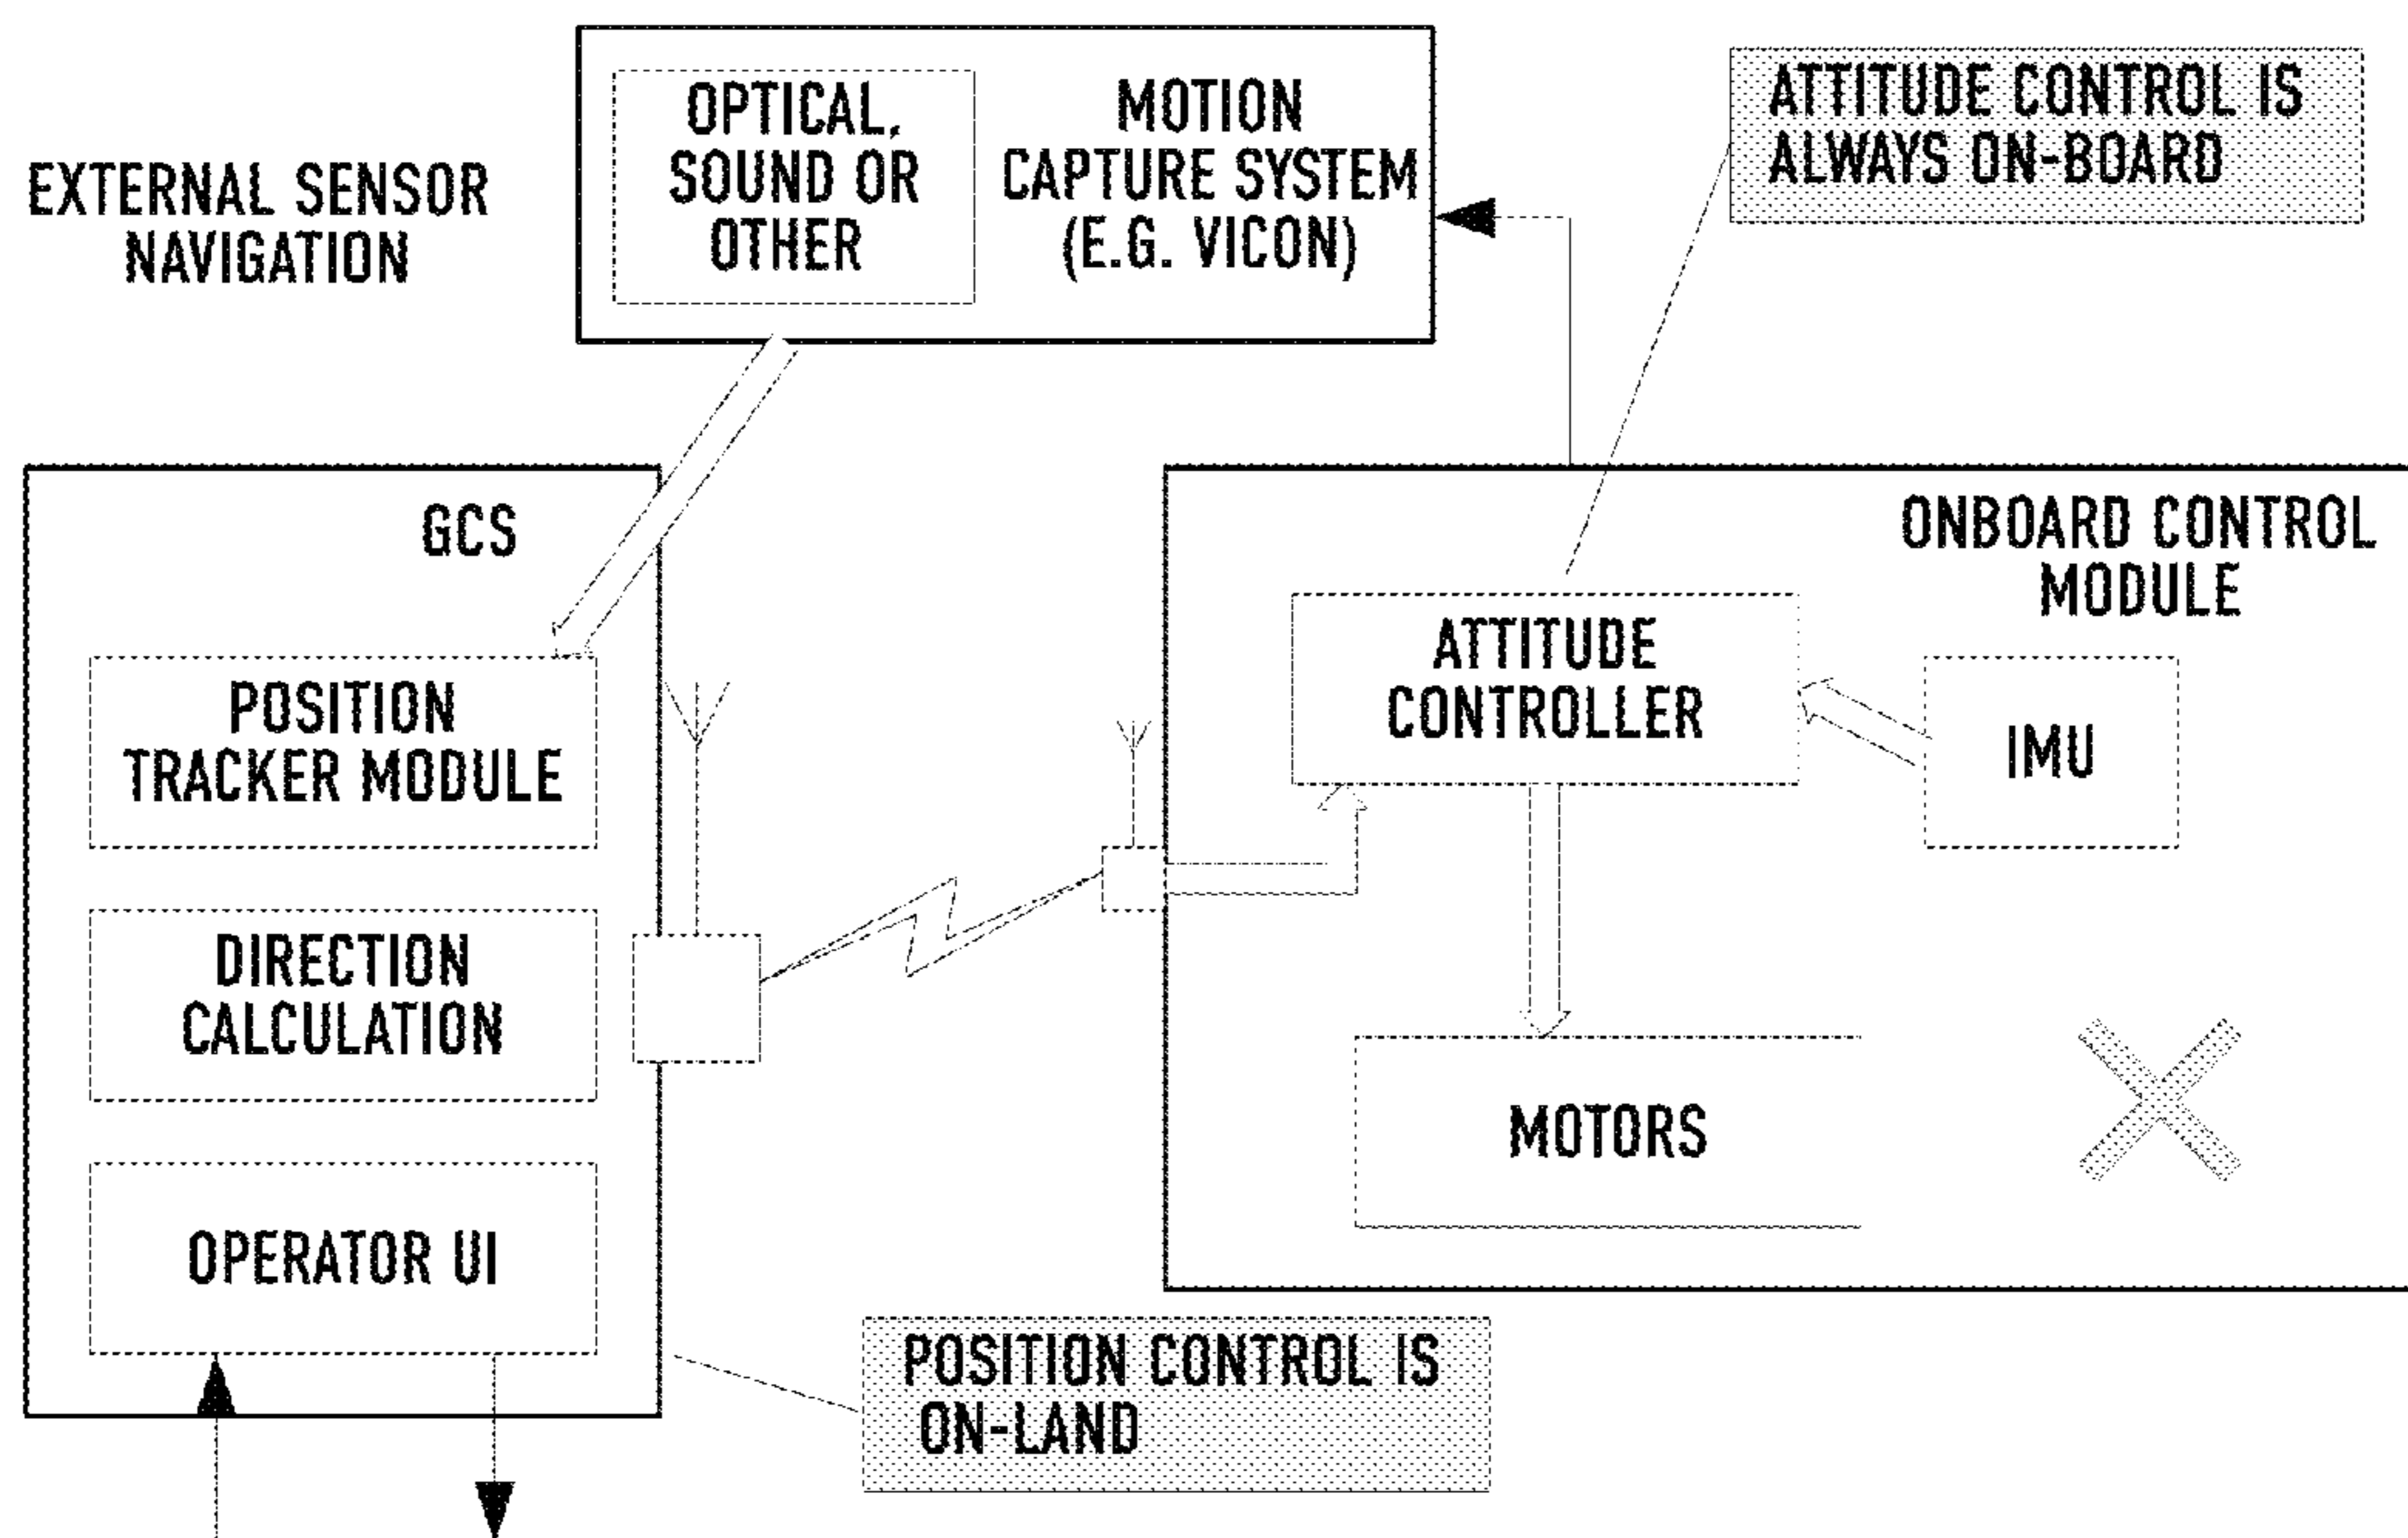 EXTERNAL SENSOR
NAVIGATION
OPTICAL,
SOUND OR
OTHER
MOTION
CAPTURE SYSTEM
(E.G. VICON)
ATTITUDE CONTROL IS
ALWAYS ON-BOARD
GCS
POSITION
TRACKER MODULE
DIRECTION
CALCULATION
OPERATOR UI
ONBOARD CONTROL
MODULE
ATTITUDE
CONTROLLER
IMU
MOTORS
POSITION CONTROL IS
ON-LAND